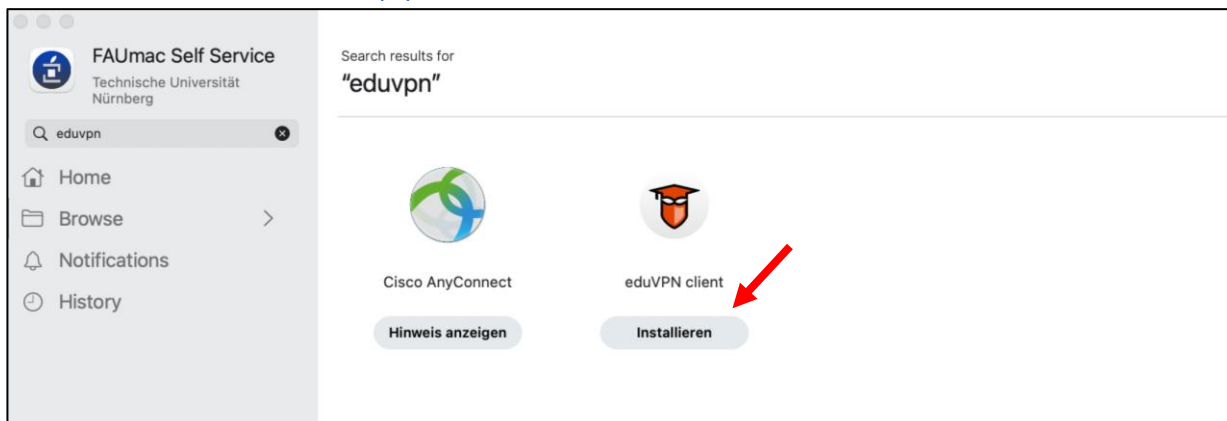 FAUmac Self Service
Technische Universität
Nürnberg
eduvpn
Home
Browse
Notifications
History
Search results for
“eduvpn”
Cisco AnyConnect
eduVPN client
Hinweis anzeigen
Installieren